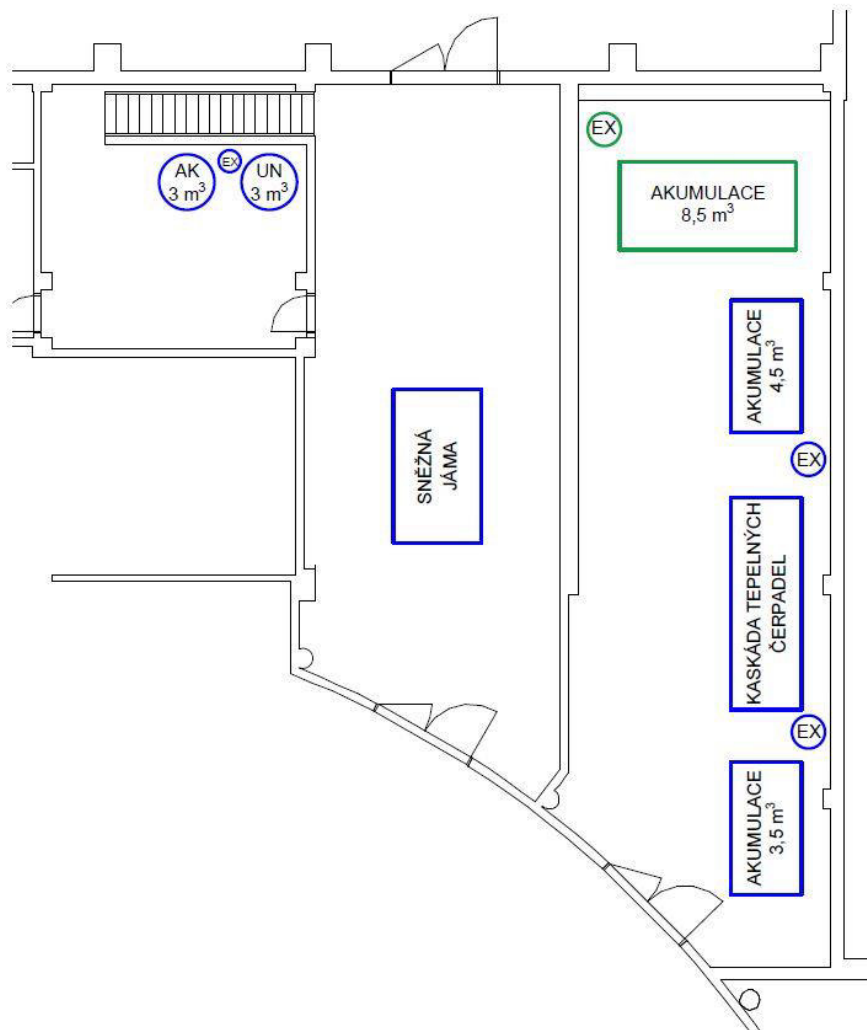 EX
AK
3 m³
EX
UN
3 m³
AKUMULACE
8,5 m³
AKUMULACE
4,5 m³
SNĚŽNÁ
JÁMA
EX
KASKÁDA TEPELNÝCH
ČERPADEL
EX
AKUMULACE
3,5 m³